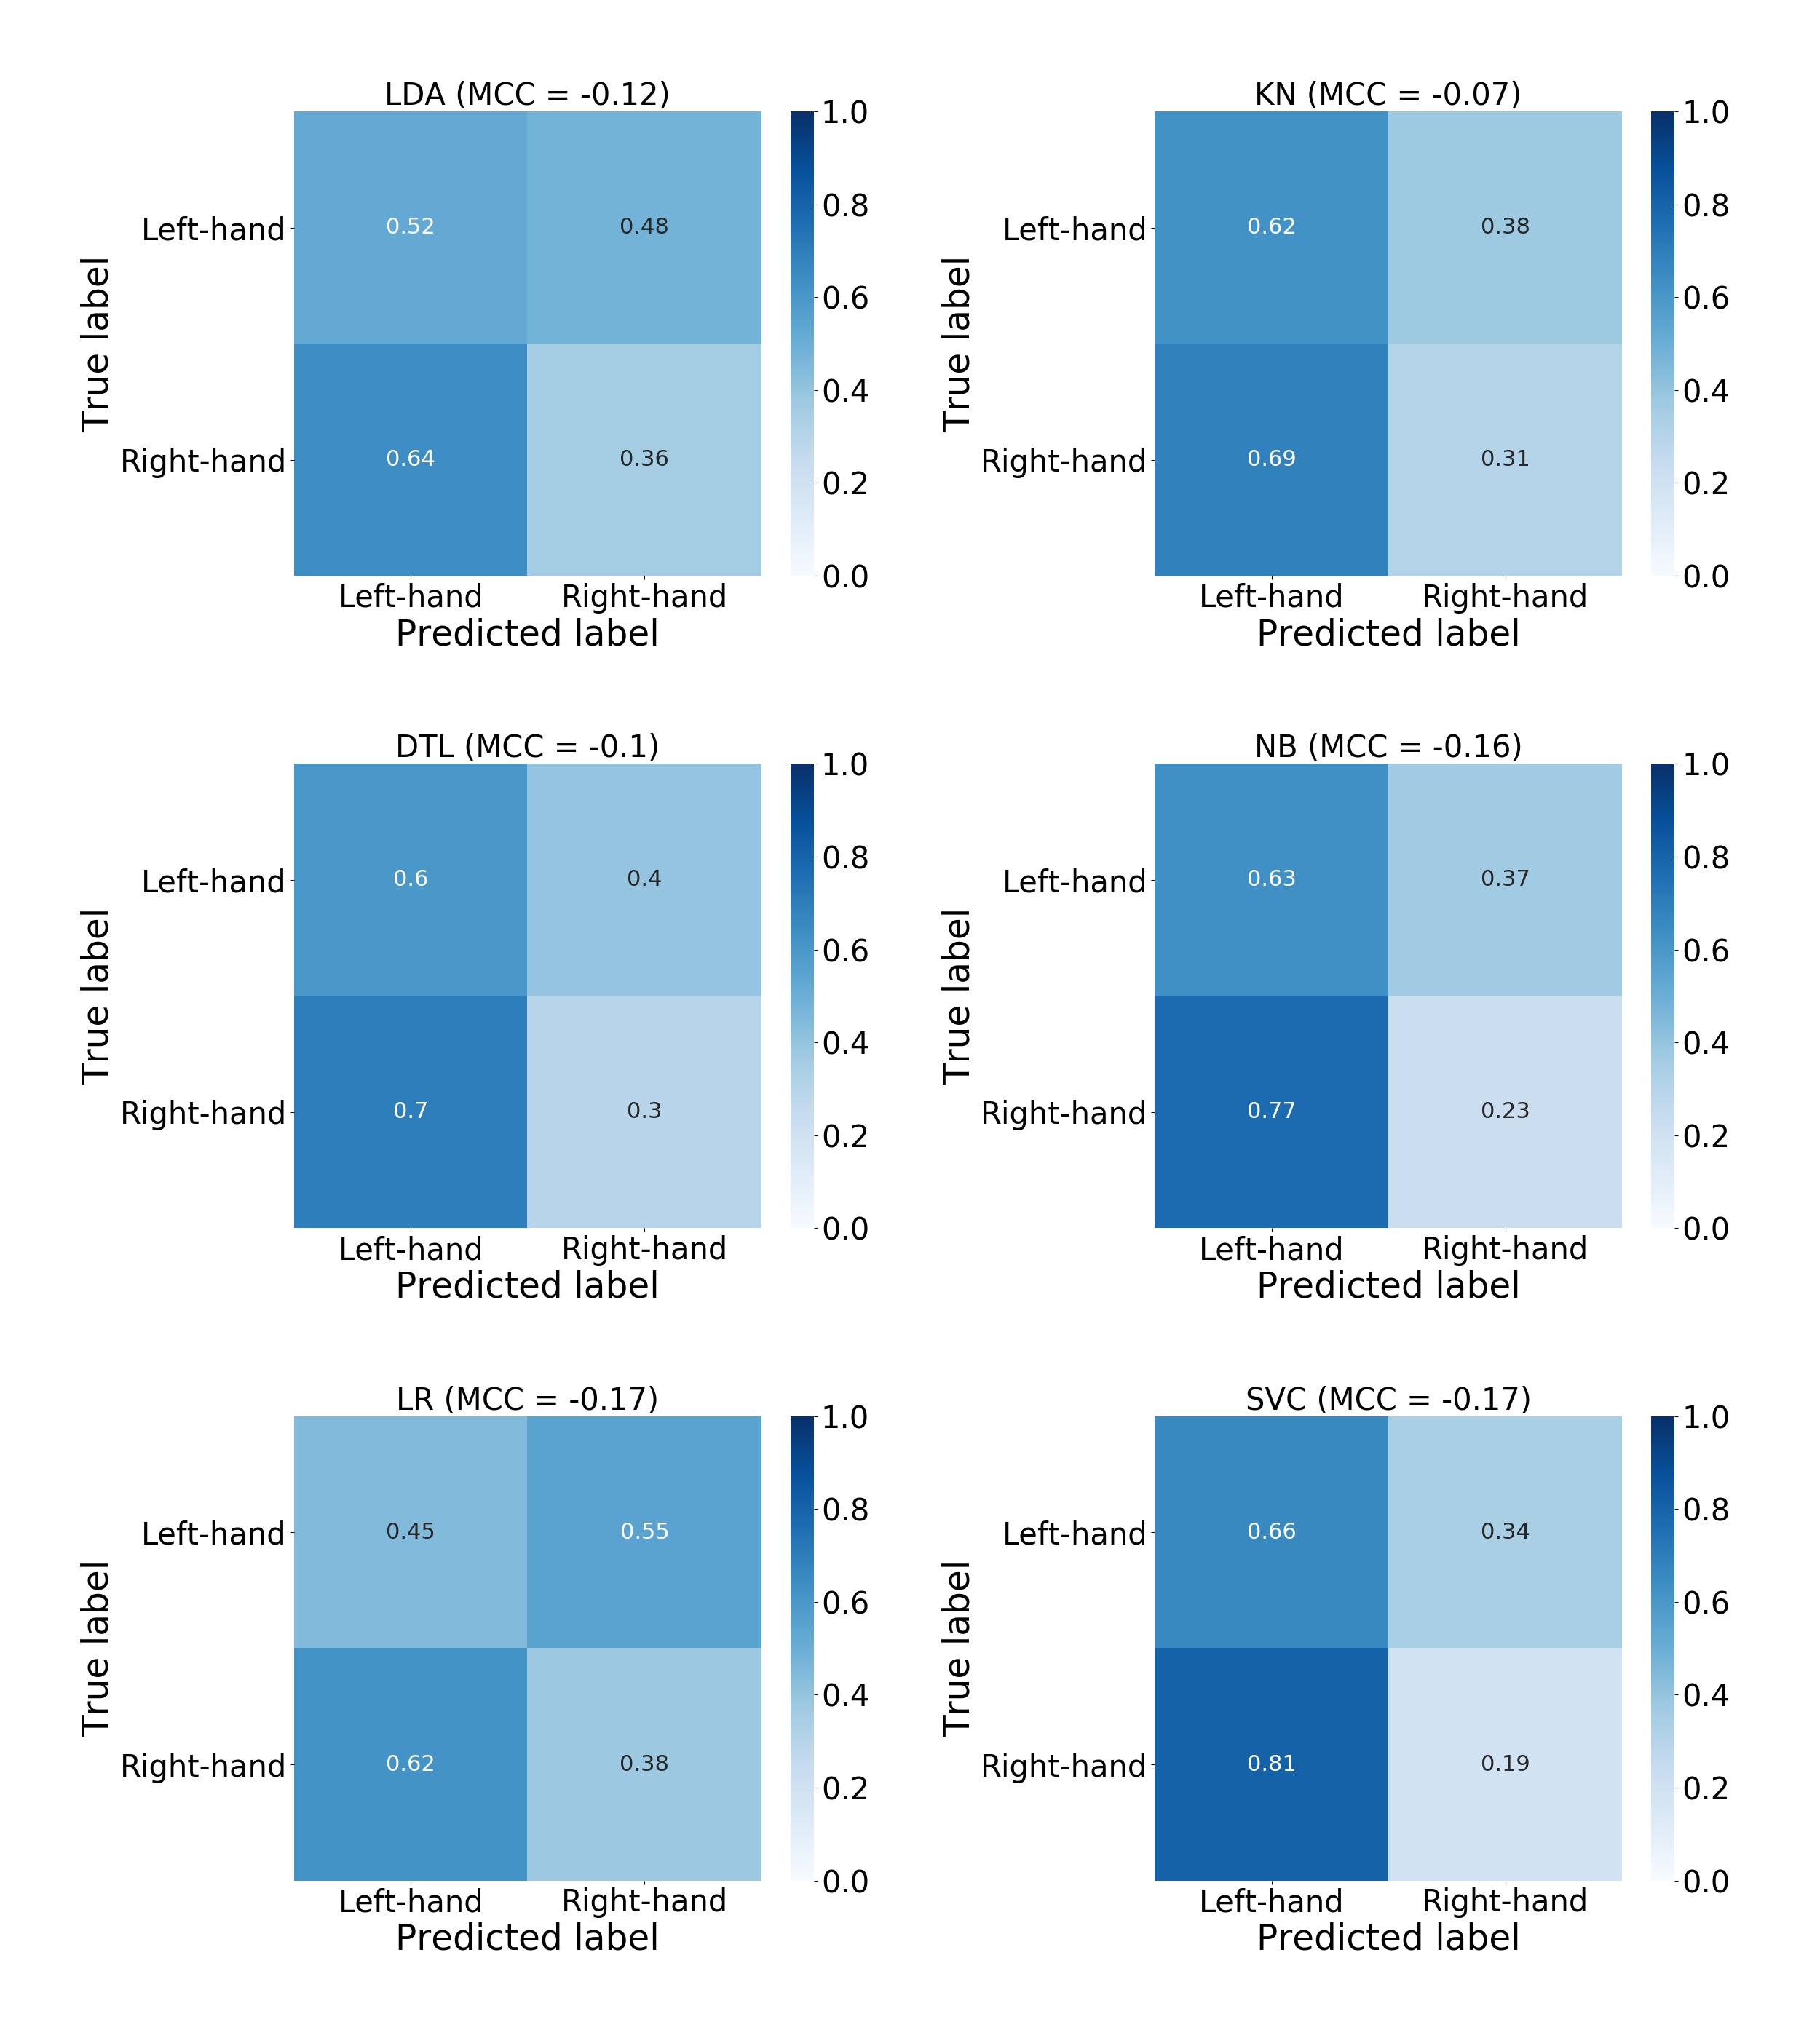 LDA (MCC = -0.12)
True label
Left-hand
0.52 0.48
Right-hand
0.64 0.36
Left-hand Right-hand
Predicted label
1.0
0.8
0.6
0.4
0.2
0.0
KN (MCC = -0.07)
True label
Left-hand
0.62 0.38
Right-hand
0.69 0.31
Left-hand Right-hand
Predicted label
1.0
0.8
0.6
0.4
0.2
0.0
DTL (MCC = -0.1)
True label
Left-hand
0.6 0.4
Right-hand
0.7 0.3
Left-hand Right-hand
Predicted label
1.0
0.8
0.6
0.4
0.2
0.0
NB (MCC = -0.16)
True label
Left-hand
0.63 0.37
Right-hand
0.77 0.23
Left-hand Right-hand
Predicted label
1.0
0.8
0.6
0.4
0.2
0.0
LR (MCC = -0.17)
True label
Left-hand
0.45 0.55
Right-hand
0.62 0.38
Left-hand Right-hand
Predicted label
1.0
0.8
0.6
0.4
0.2
0.0
SVC (MCC = -0.17)
True label
Left-hand
0.66 0.34
Right-hand
0.81 0.19
Left-hand Right-hand
Predicted label
1.0
0.8
0.6
0.4
0.2
0.0